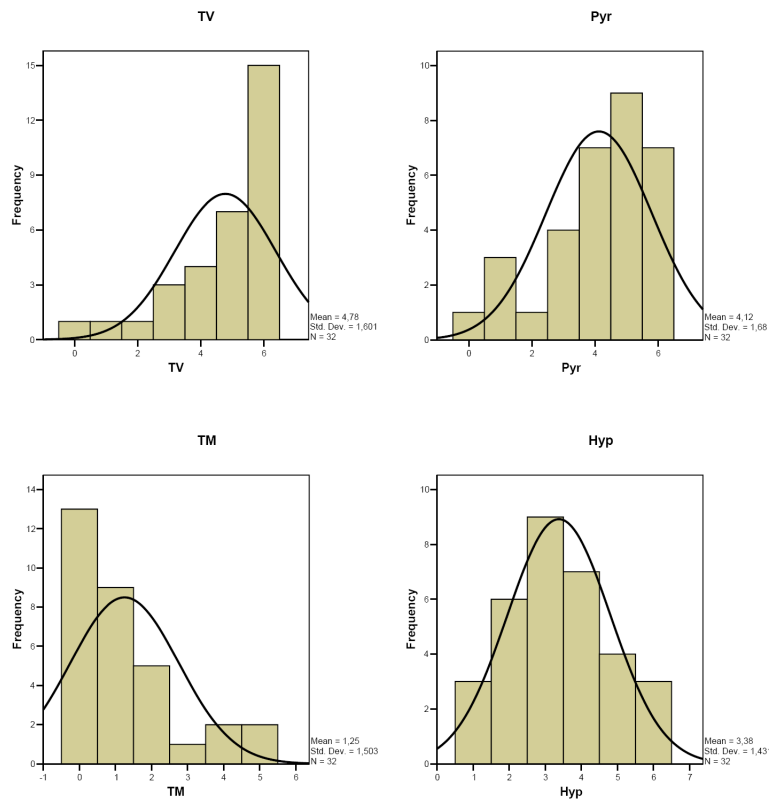 TV
Frequency
15
12
9
6
3
0
0 2 4 6
TV
Mean = 4,78
Std. Dev. = 1,601
N = 32
Pyr
Frequency
10
8
6
4
2
0
0 2 4 6
Pyr
Mean = 4,12
Std. Dev. = 1,68
N = 32
TM
Frequency
14
12
10
8
6
4
2
0
-1 0 1 2 3 4 5 6
TM
Mean = 1,25
Std. Dev. = 1,503
N = 32
Hyp
Frequency
10
8
6
4
2
0
0 1 2 3 4 5 6 7
Hyp
Mean = 3,38
Std. Dev. = 1,431
N = 32